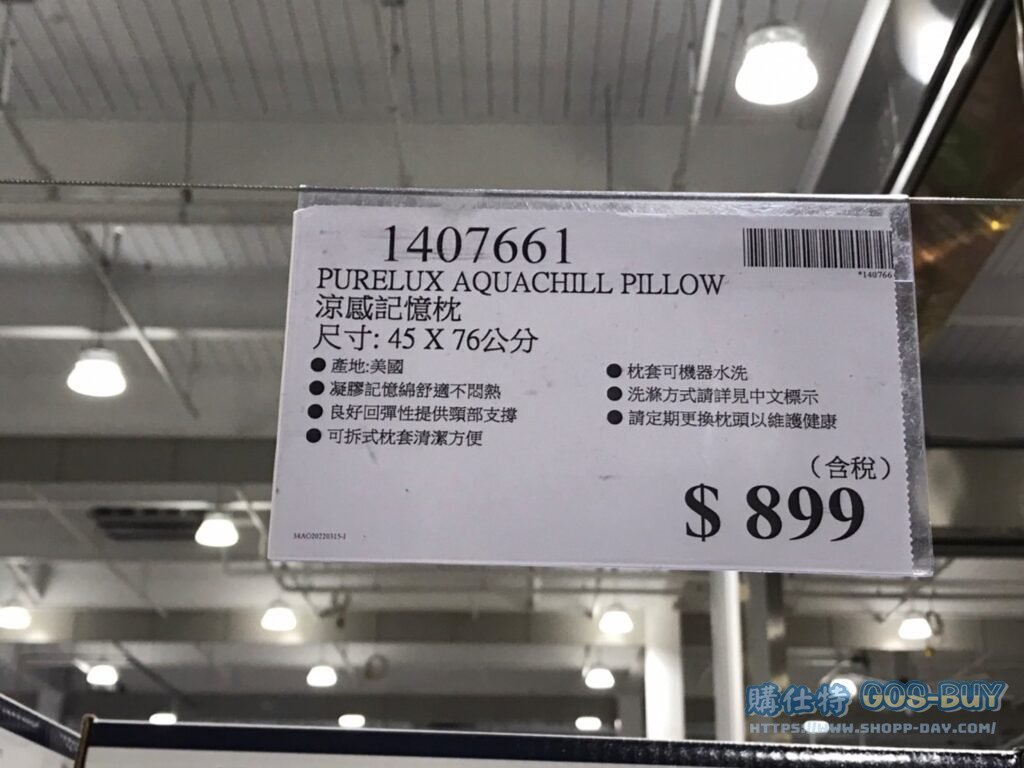 1407661
*140766
PURELUX AQUACHILL PILLOW
涼感記憶枕
尺寸: 45 X 76公分
● 產地:美國
● 凝膠記憶綿舒適不悶熱
● 良好回彈性提供頸部支撐
● 可拆式枕套清潔方便
● 枕套可機器水洗
● 洗滌方式請詳見中文標示
● 請定期更換枕頭以維護健康
(含稅)
$ 899
34AO20220315-I
購仕特 GOS-BUY
HTTPS://WWW.SHOPP-DAY.COM/